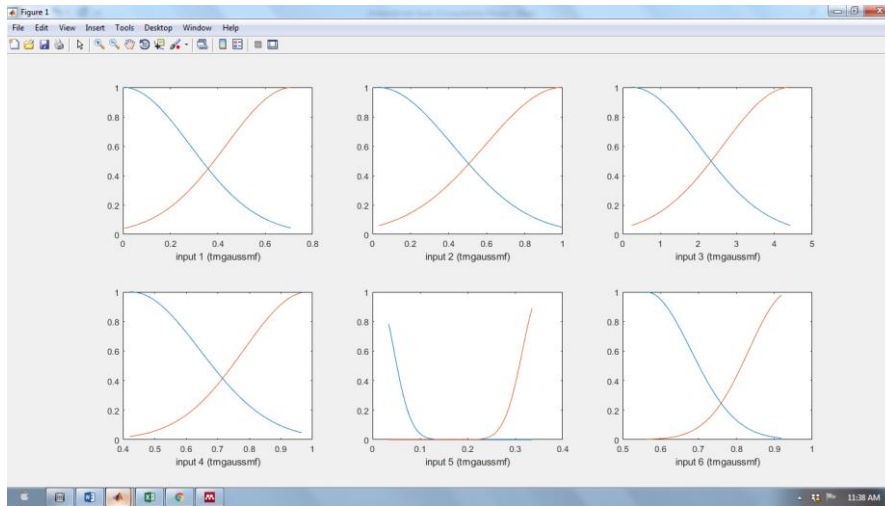 Figure 1
File Edit View Insert Tools Desktop Window Help
1
0.8
0.6
0.4
0.2
0
0 0.2 0.4 0.6 0.8
input 1 (tmgaussmf)
1
0.8
0.6
0.4
0.2
0
0 0.2 0.4 0.6 0.8 1
input 2 (tmgaussmf)
1
0.8
0.6
0.4
0.2
0
0 1 2 3 4 5
input 3 (tmgaussmf)
1
0.8
0.6
0.4
0.2
0
0.4 0.5 0.6 0.7 0.8 0.9 1
input 4 (tmgaussmf)
1
0.8
0.6
0.4
0.2
0
0 0.1 0.2 0.3 0.4
input 5 (tmgaussmf)
1
0.8
0.6
0.4
0.2
0
0.5 0.6 0.7 0.8 0.9 1
input 6 (tmgaussmf)
11:38 AM